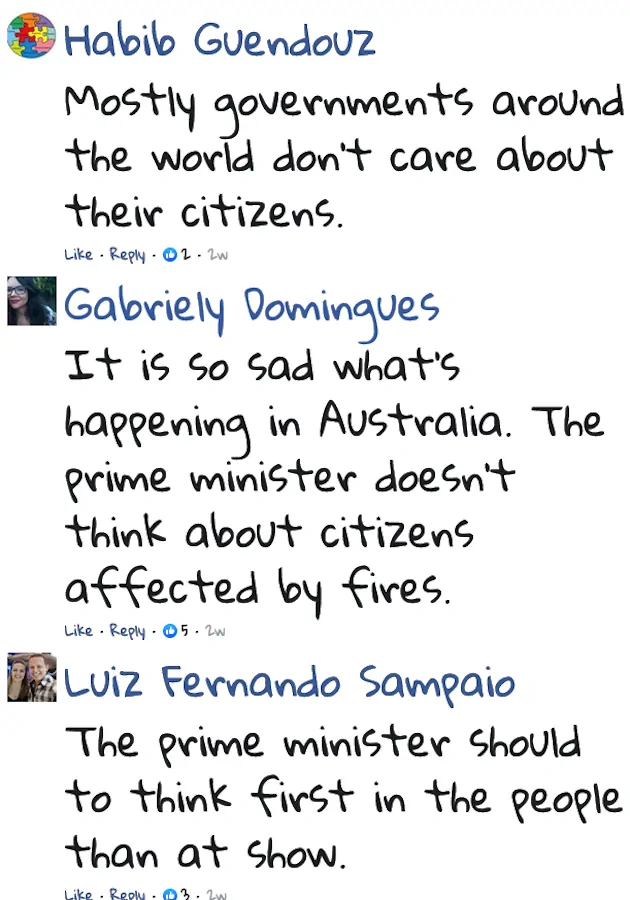 Habib Guendouz
Mostly governments around
the world don't care about
their citizens.
Like · Reply · 2 · 2w
Gabriely Domingues
It is so sad what's
happening in Australia. The
prime minister doesn't
think about citizens
affected by fires.
Like · Reply · 5 · 2w
Luiz Fernando Sampaio
The prime minister should
to think first in the people
than at show.
Like · Reply · 3 · 2w